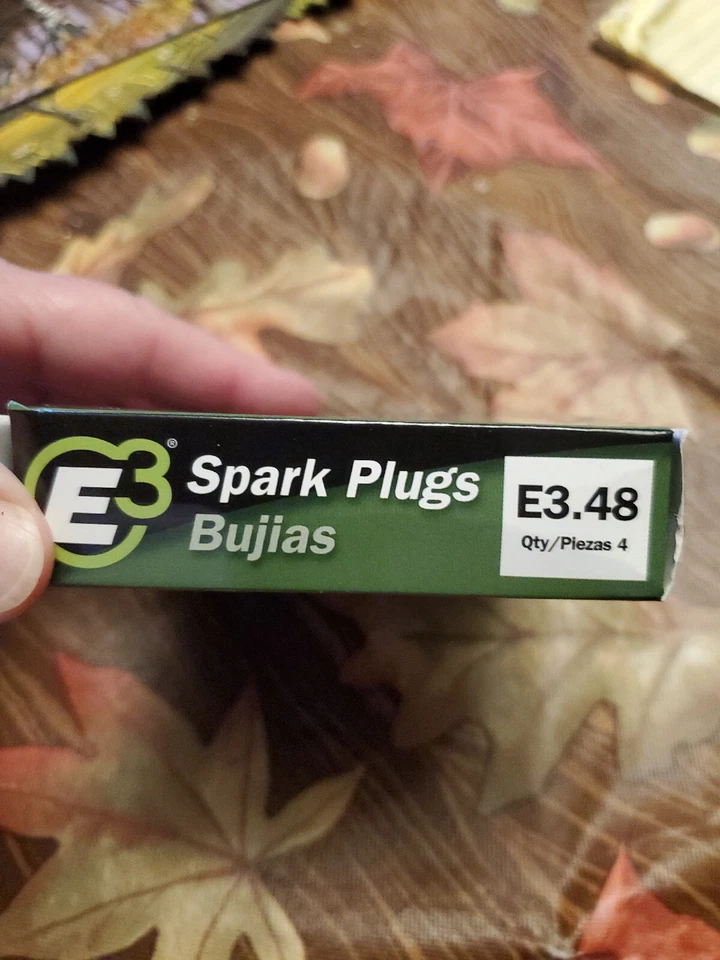 E3®
Spark Plugs
Bujias
E3.48
Qty/Piezas 4